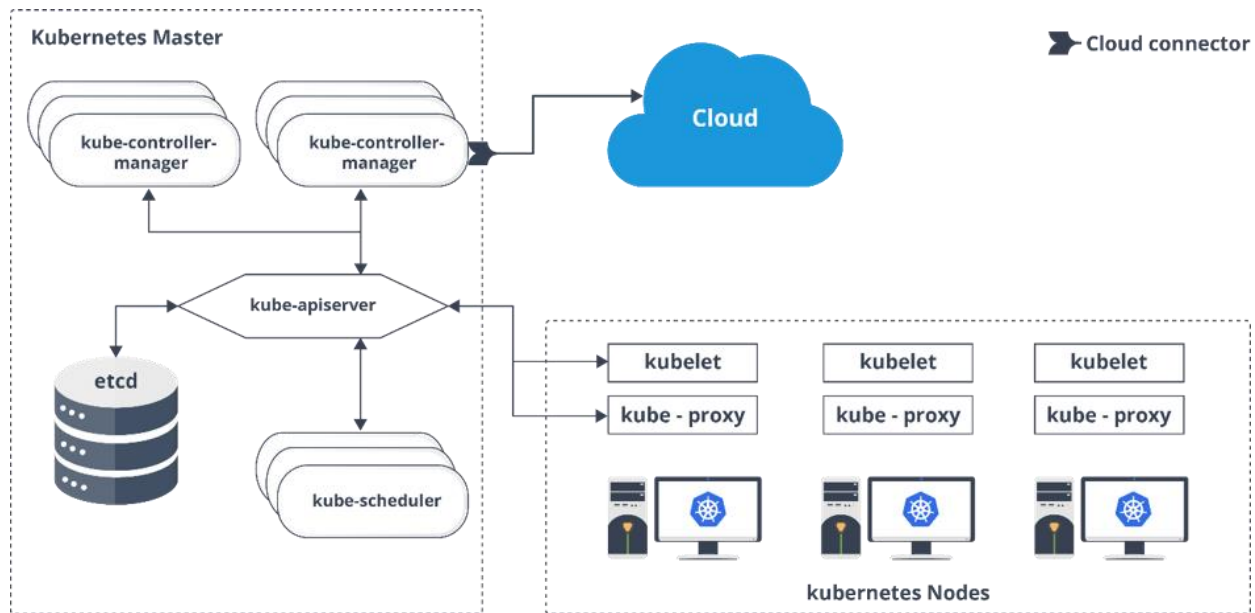 Kubernetes Master
Cloud connector
kube-controller-
manager
kube-controller-
manager
Cloud
kube-apiserver
etcd
kube-scheduler
kubelet
kubelet
kubelet
kube - proxy
kube - proxy
kube - proxy
kubernetes Nodes